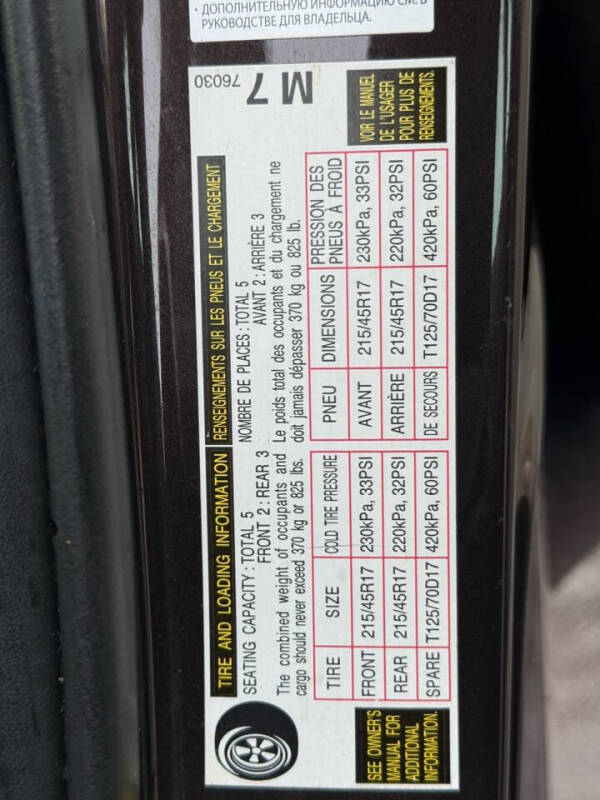 · ДОПОЛНИТЕЛЬНУЮ ИНФОРМАЦИЮ СМ. В
РУКОВОДСТВЕ ДЛЯ ВЛАДЕЛЬЦА.
TIRE AND LOADING INFORMATION
SEATING CAPACITY : TOTAL 5
FRONT 2 : REAR 3
The combined weight of occupants and
cargo should never exceed 370 kg or 825 lbs.
TIRE SIZE COLD TIRE PRESSURE
FRONT 215/45R17 230kPa, 33PSI
REAR 215/45R17 220kPa, 32PSI
SPARE T125/70D17 420kPa, 60PSI
SEE OWNER'S
MANUAL FOR
ADDITIONAL
INFORMATION.
RENSEIGNEMENTS SUR LES PNEUS ET LE CHARGEMENT
NOMBRE DE PLACES : TOTAL 5
AVANT 2 : ARRIÈRE 3
Le poids total des occupants et du chargement ne
doit jamais dépasser 370 kg ou 825 lb.
PNEU DIMENSIONS PRESSION DES
PNEUS À FROID
AVANT 215/45R17 230kPa, 33PSI
ARRIÈRE 215/45R17 220kPa, 32PSI
DE SECOURS T125/70D17 420kPa, 60PSI
76030
M 7
VOIR LE MANUEL
DE L'USAGER
POUR PLUS DE
RENSEIGNEMENTS.